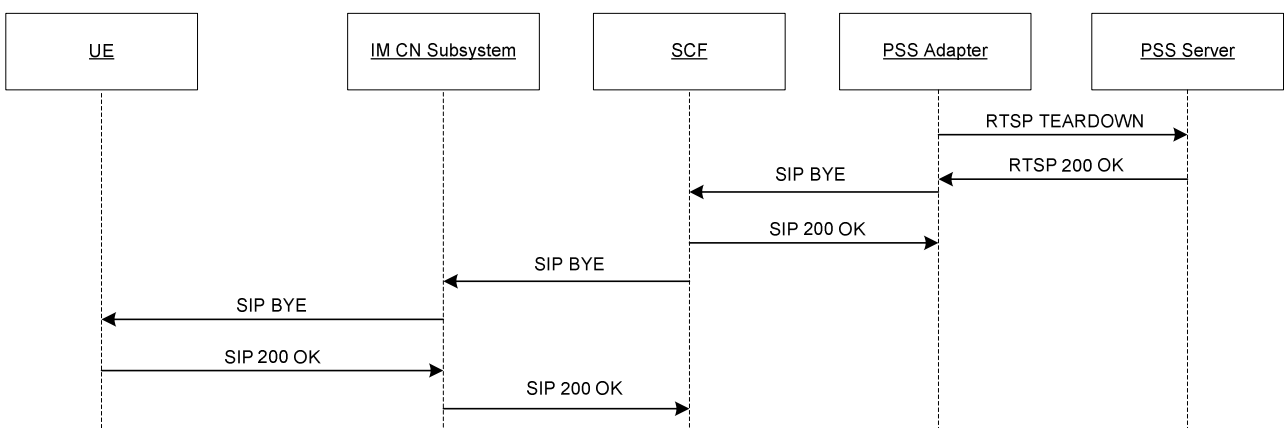 UE
IM CN Subsystem
SCF
PSS Adapter
PSS Server
RTSP TEARDOWN
RTSP 200 OK
SIP BYE
SIP 200 OK
SIP BYE
SIP BYE
SIP 200 OK
SIP 200 OK